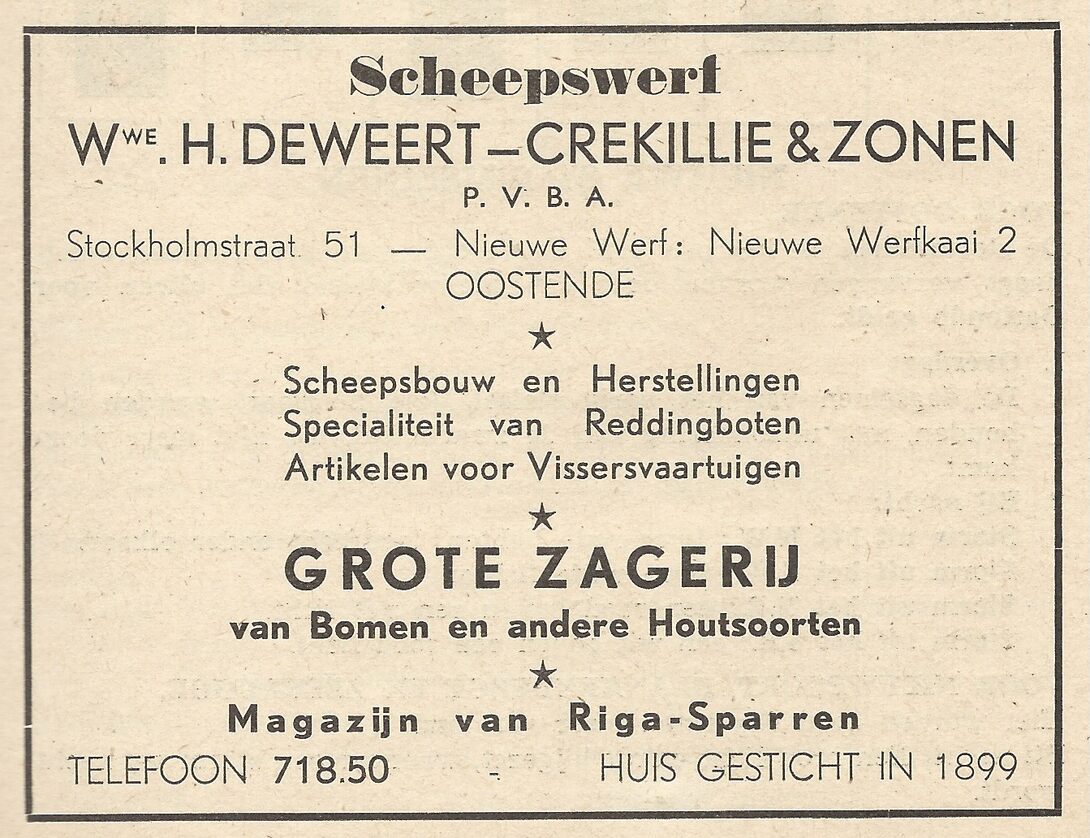 Scheepswerf
WWE. H. DEWEERT – CREKILLIE & ZONEN
P. V. B. A.
Stockholmstraat 51 — Nieuwe Werf: Nieuwe Werfkaai 2
OOSTENDE
★
Scheepsbouw en Herstellingen
Specialiteit van Reddingboten
Artikelen voor Vissersvaartuigen
★
GROTE ZAGERIJ
van Bomen en andere Houtsoorten
★
Magazijn van Riga-Sparren
TELEFOON 718.50 - HUIS GESTICHT IN 1899